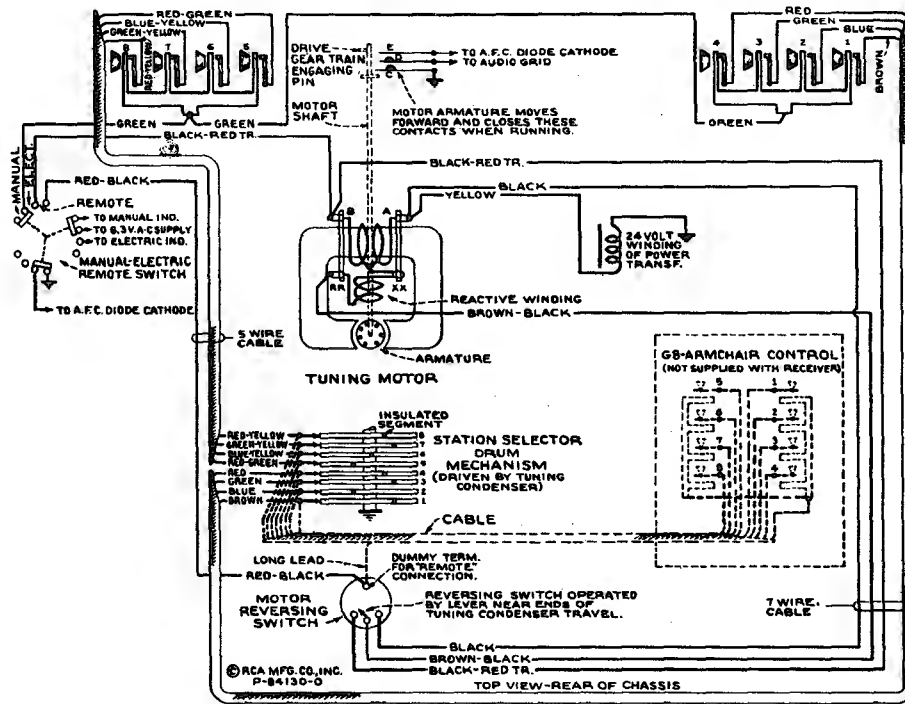 RED-GREEN
BLUE-YELLOW
GREEN-YELLOW
RED-YELLOW
8 7 6 5
GREEN GREEN
BLACK-RED TR.
DRIVE
GEAR TRAIN
ENGAGING
PIN
MOTOR
SHAFT
E
D
C
TO A.F.C. DIODE CATHODE
TO AUDIO GRID
MOTOR ARMATURE MOVES
FORWARD AND CLOSES THESE
CONTACTS WHEN RUNNING.
RED
GREEN
BLUE
BROWN
4 3 2 1
GREEN
MANUAL
ELECT.
RED-BLACK
REMOTE
TO MANUAL IND.
TO 6.3V.A-C SUPPLY
TO ELECTRIC IND.
MANUAL-ELECTRIC
REMOTE SWITCH
TO A.F.C. DIODE CATHODE
5 WIRE
CABLE
BLACK-RED TR.
BLACK
YELLOW
B A
RR XX
REACTIVE WINDING
BROWN-BLACK
ARMATURE
TUNING MOTOR
24 VOLT
WINDING
OF POWER
TRANSF.
G8-ARMCHAIR CONTROL
(NOT SUPPLIED WITH RECEIVER)
5 1
6 2
7 3
8 4
INSULATED
SEGMENT
RED-YELLOW 8
GREEN-YELLOW 7
BLUE-YELLOW 6
RED-GREEN 5
RED 4
GREEN 3
BLUE 2
BROWN 1
STATION SELECTOR
DRUM
MECHANISM
(DRIVEN BY TUNING
CONDENSER)
CABLE
LONG LEAD
RED-BLACK
DUMMY TERM.
FOR "REMOTE"
CONNECTION.
MOTOR
REVERSING
SWITCH
REVERSING SWITCH OPERATED
BY LEVER NEAR ENDS OF
TUNING CONDENSER TRAVEL.
7 WIRE
CABLE
BLACK
BROWN-BLACK
BLACK-RED TR.
© RCA MFG. CO., INC.
P-84130-0
TOP VIEW-REAR OF CHASSIS